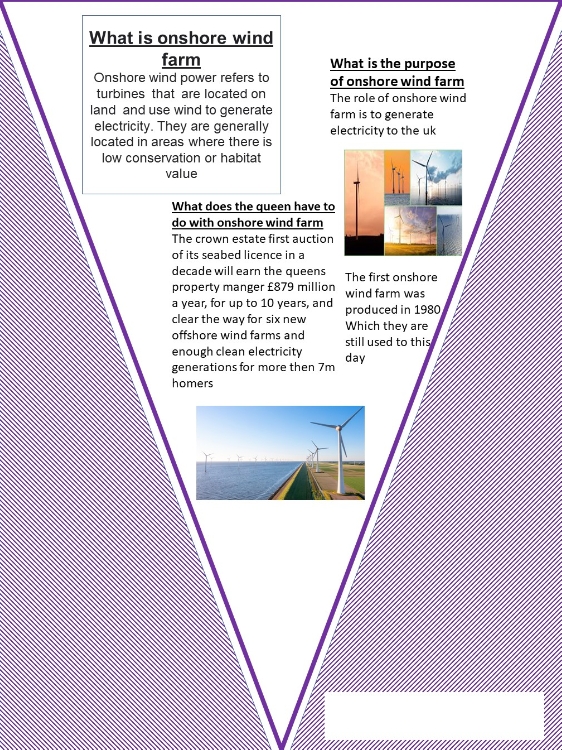 What is onshore wind
farm
Onshore wind power refers to
turbines that are located on
land and use wind to generate
electricity. They are generally
located in areas where there is
low conservation or habitat
value
What is the purpose
of onshore wind farm
The role of onshore wind
farm is to generate
electricity to the uk
What does the queen have to
do with onshore wind farm
The crown estate first auction
of its seabed licence in a
decade will earn the queens
property manger £879 million
a year, for up to 10 years, and
clear the way for six new
offshore wind farms and
enough clean electricity
generations for more then 7m
homers
The first onshore
wind farm was
produced in 1980
Which they are
still used to this
day